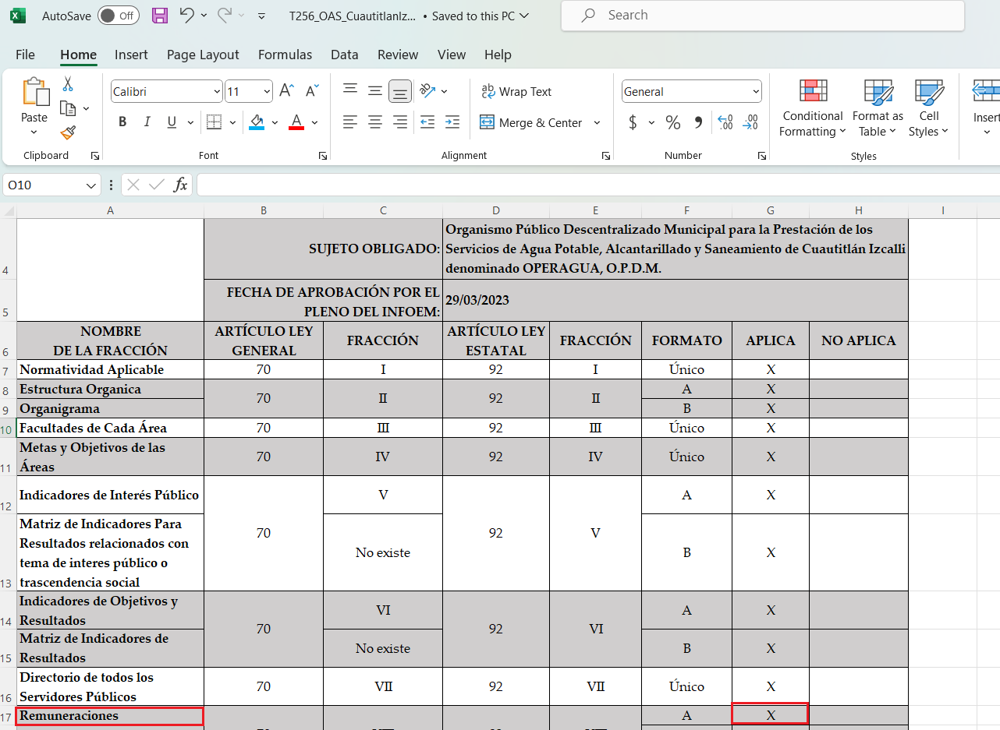 AutoSave Off T256_OAS_CuautitlanIz... • Saved to this PC Search
File Home Insert Page Layout Formulas Data Review View Help
Calibri 11 A A ab Wrap Text General
Paste B I U A Merge & Center $ % Conditional Formatting Format as Table Cell Styles Insert
Clipboard Font Alignment Number Styles
O10 fx
A B C D E F G H I
4 SUJETO OBLIGADO: Organismo Público Descentralizado Municipal para la Prestación de los
Servicios de Agua Potable, Alcantarillado y Saneamiento de Cuautitlán Izcalli
denominado OPERAGUA, O.P.D.M.
5 FECHA DE APROBACIÓN POR EL
PLENO DEL INFOEM: 29/03/2023
6 NOMBRE
DE LA FRACCIÓN ARTÍCULO LEY
GENERAL FRACCIÓN ARTÍCULO LEY
ESTATAL FRACCIÓN FORMATO APLICA NO APLICA
7 Normatividad Aplicable 70 I 92 I Único X
8 Estructura Organica 70 II 92 II A X
9 Organigrama B X
10 Facultades de Cada Área 70 III 92 III Único X
11 Metas y Objetivos de las
Áreas 70 IV 92 IV Único X
12 Indicadores de Interés Público 70 V 92 V A X
13 Matriz de Indicadores Para
Resultados relacionados con
tema de interes público o
trascendencia social No existe B X
14 Indicadores de Objetivos y
Resultados 70 VI 92 VI A X
15 Matriz de Indicadores de
Resultados No existe B X
16 Directorio de todos los
Servidores Públicos 70 VII 92 VII Único X
17 Remuneraciones A X